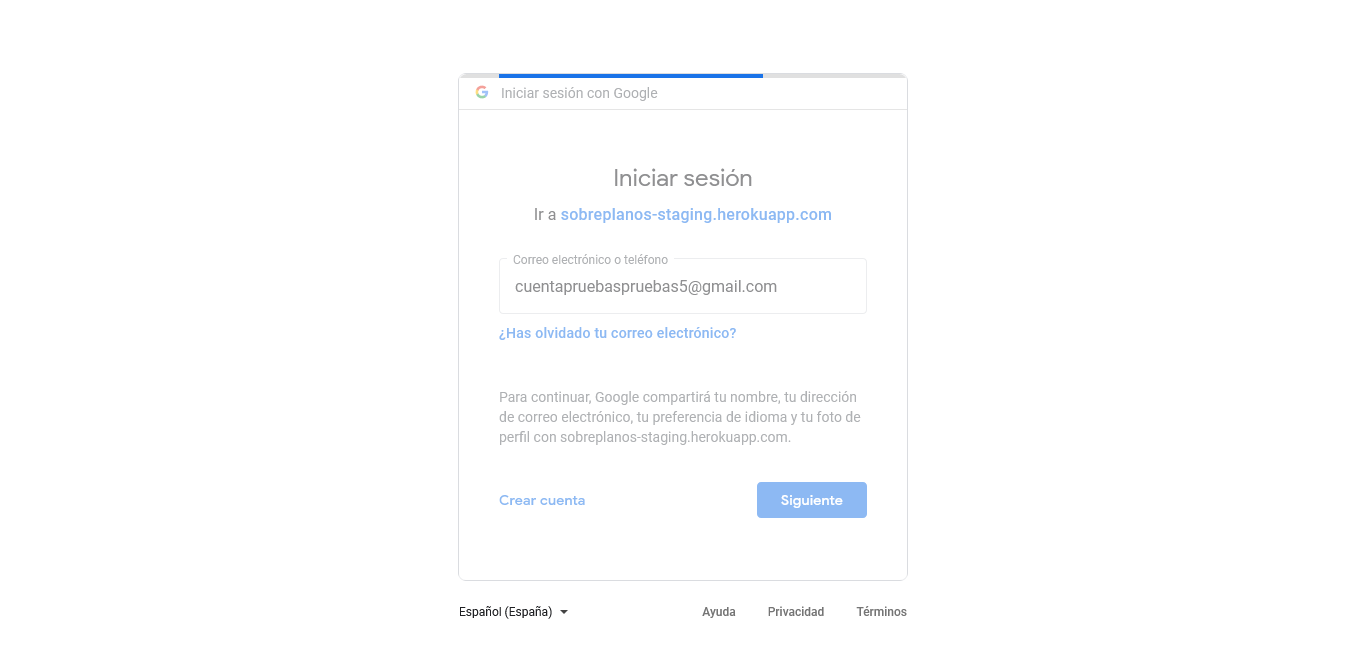 Iniciar sesión con Google
Iniciar sesión
Ir a sobreplanos-staging.herokuapp.com
Correo electrónico o teléfono
cuentapruebaspruebas5@gmail.com
¿Has olvidado tu correo electrónico?
Para continuar, Google compartirá tu nombre, tu dirección
de correo electrónico, tu preferencia de idioma y tu foto de
perfil con sobreplanos-staging.herokuapp.com.
Crear cuenta
Siguiente
Español (España)
Ayuda
Privacidad
Términos